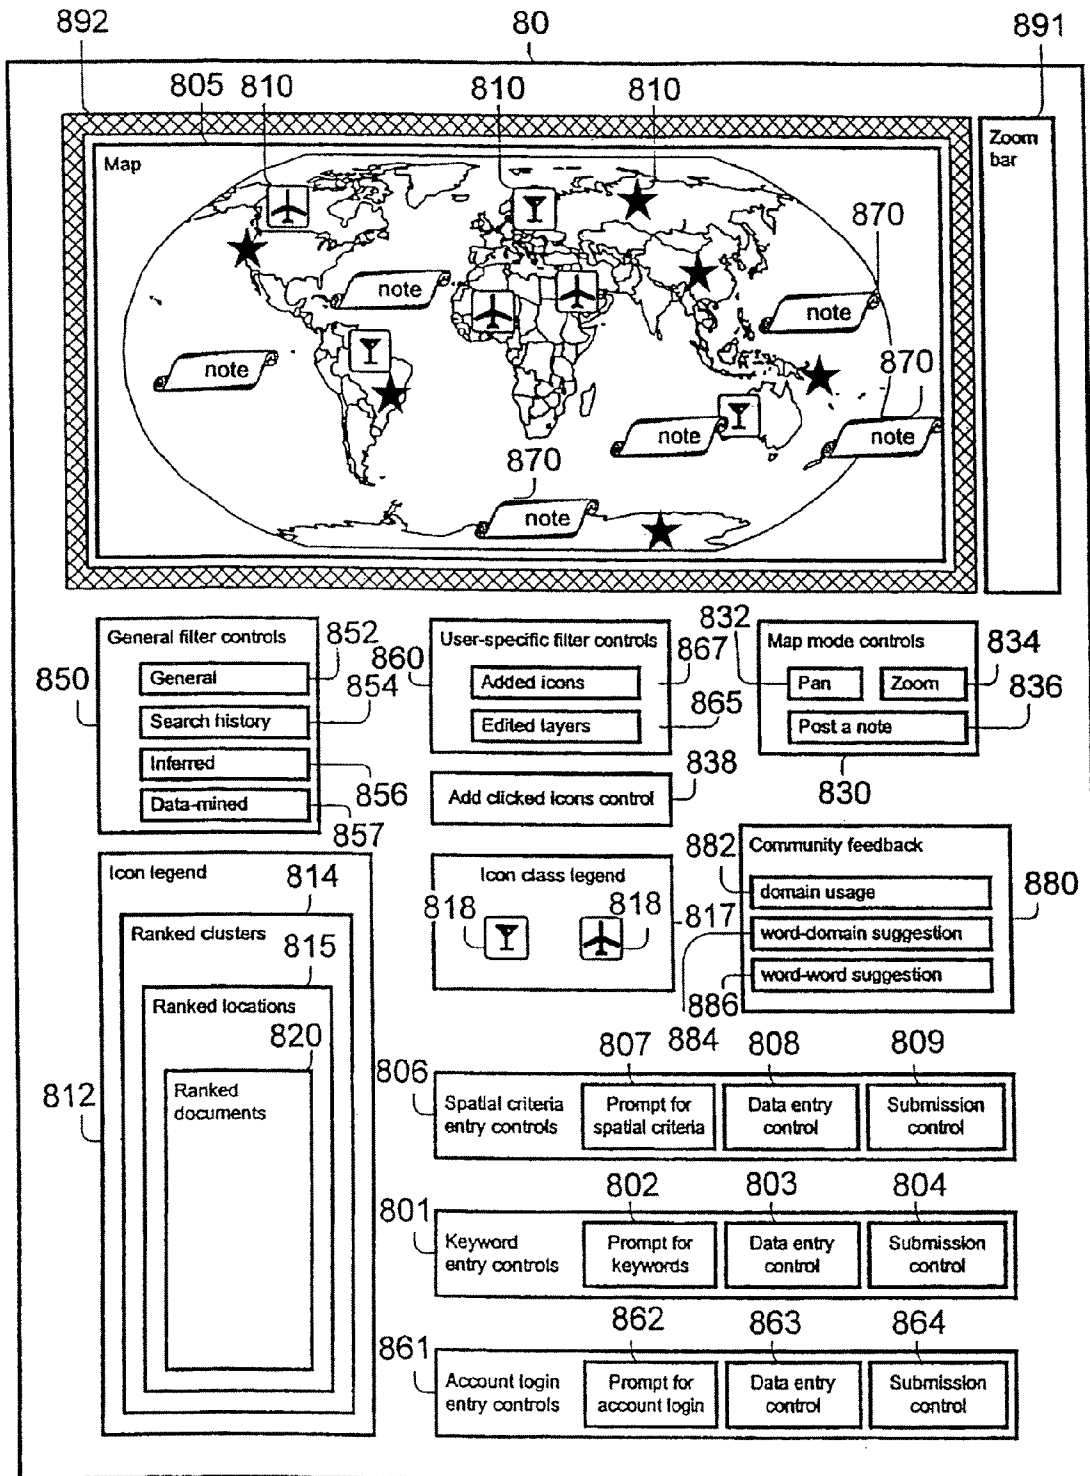 892
80
891
805
810
810
810
Map
Zoom
bar
870
note
note
870
note
note
note
870
note
832
General filter controls
852
User-specific filter controls
Map mode controls
834
850
General
860
Added icons
867
Pan
Zoom
854
836
Search history
Edited layers
865
Post a note
Inferred
838
856
Add clicked icons control
830
Data-mined
857
882
Community feedback
Icon legend
814
Icon class legend
880
818
818
domain usage
817
Ranked clusters
word-domain suggestion
815
word-word suggestion
886
Ranked locations
884
820
807
808
809
806
812
Ranked
documents
Spatial criteria
entry controls
Prompt for
spatial criteria
Data entry
control
Submission
control
802
803
804
801
Keyword
entry controls
Prompt for
keywords
Data entry
control
Submission
control
862
863
864
861
Account login
entry controls
Prompt for
account login
Data entry
control
Submission
control